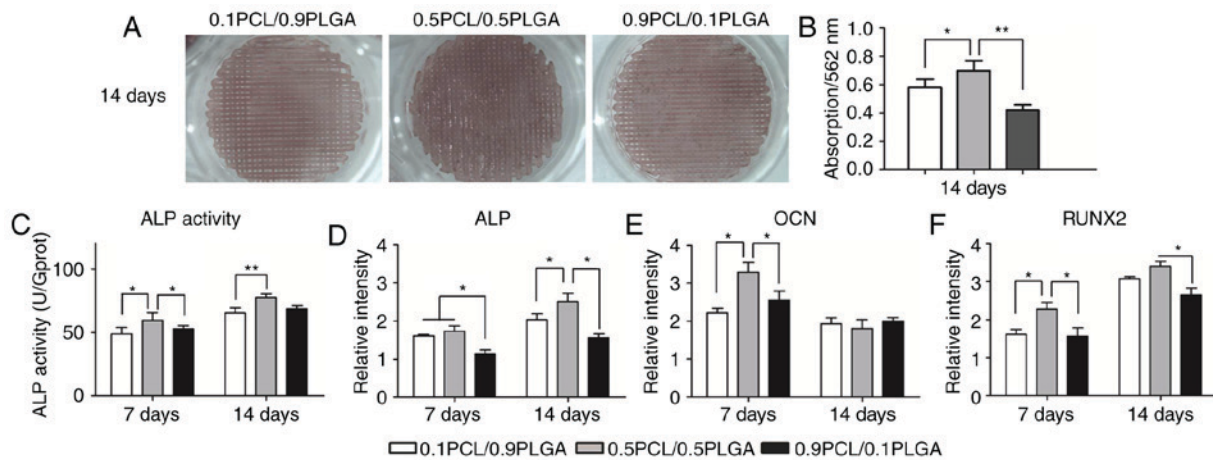 A
0.1PCL/0.9PLGA
0.5PCL/0.5PLGA
0.9PCL/0.1PLGA
14 days
B
Absorption/562 nm
1.0
0.8
0.6
0.4
0.2
0.0
*
**
14 days
C
ALP activity
ALP activity (U/Gprot)
100
50
0
*
*
**
7 days
14 days
D
ALP
Relative intensity
4
3
2
1
0
*
*
*
7 days
14 days
E
OCN
Relative intensity
4
3
2
1
0
*
*
7 days
14 days
F
RUNX2
Relative intensity
4
3
2
1
0
*
*
*
7 days
14 days
0.1PCL/0.9PLGA
0.5PCL/0.5PLGA
0.9PCL/0.1PLGA